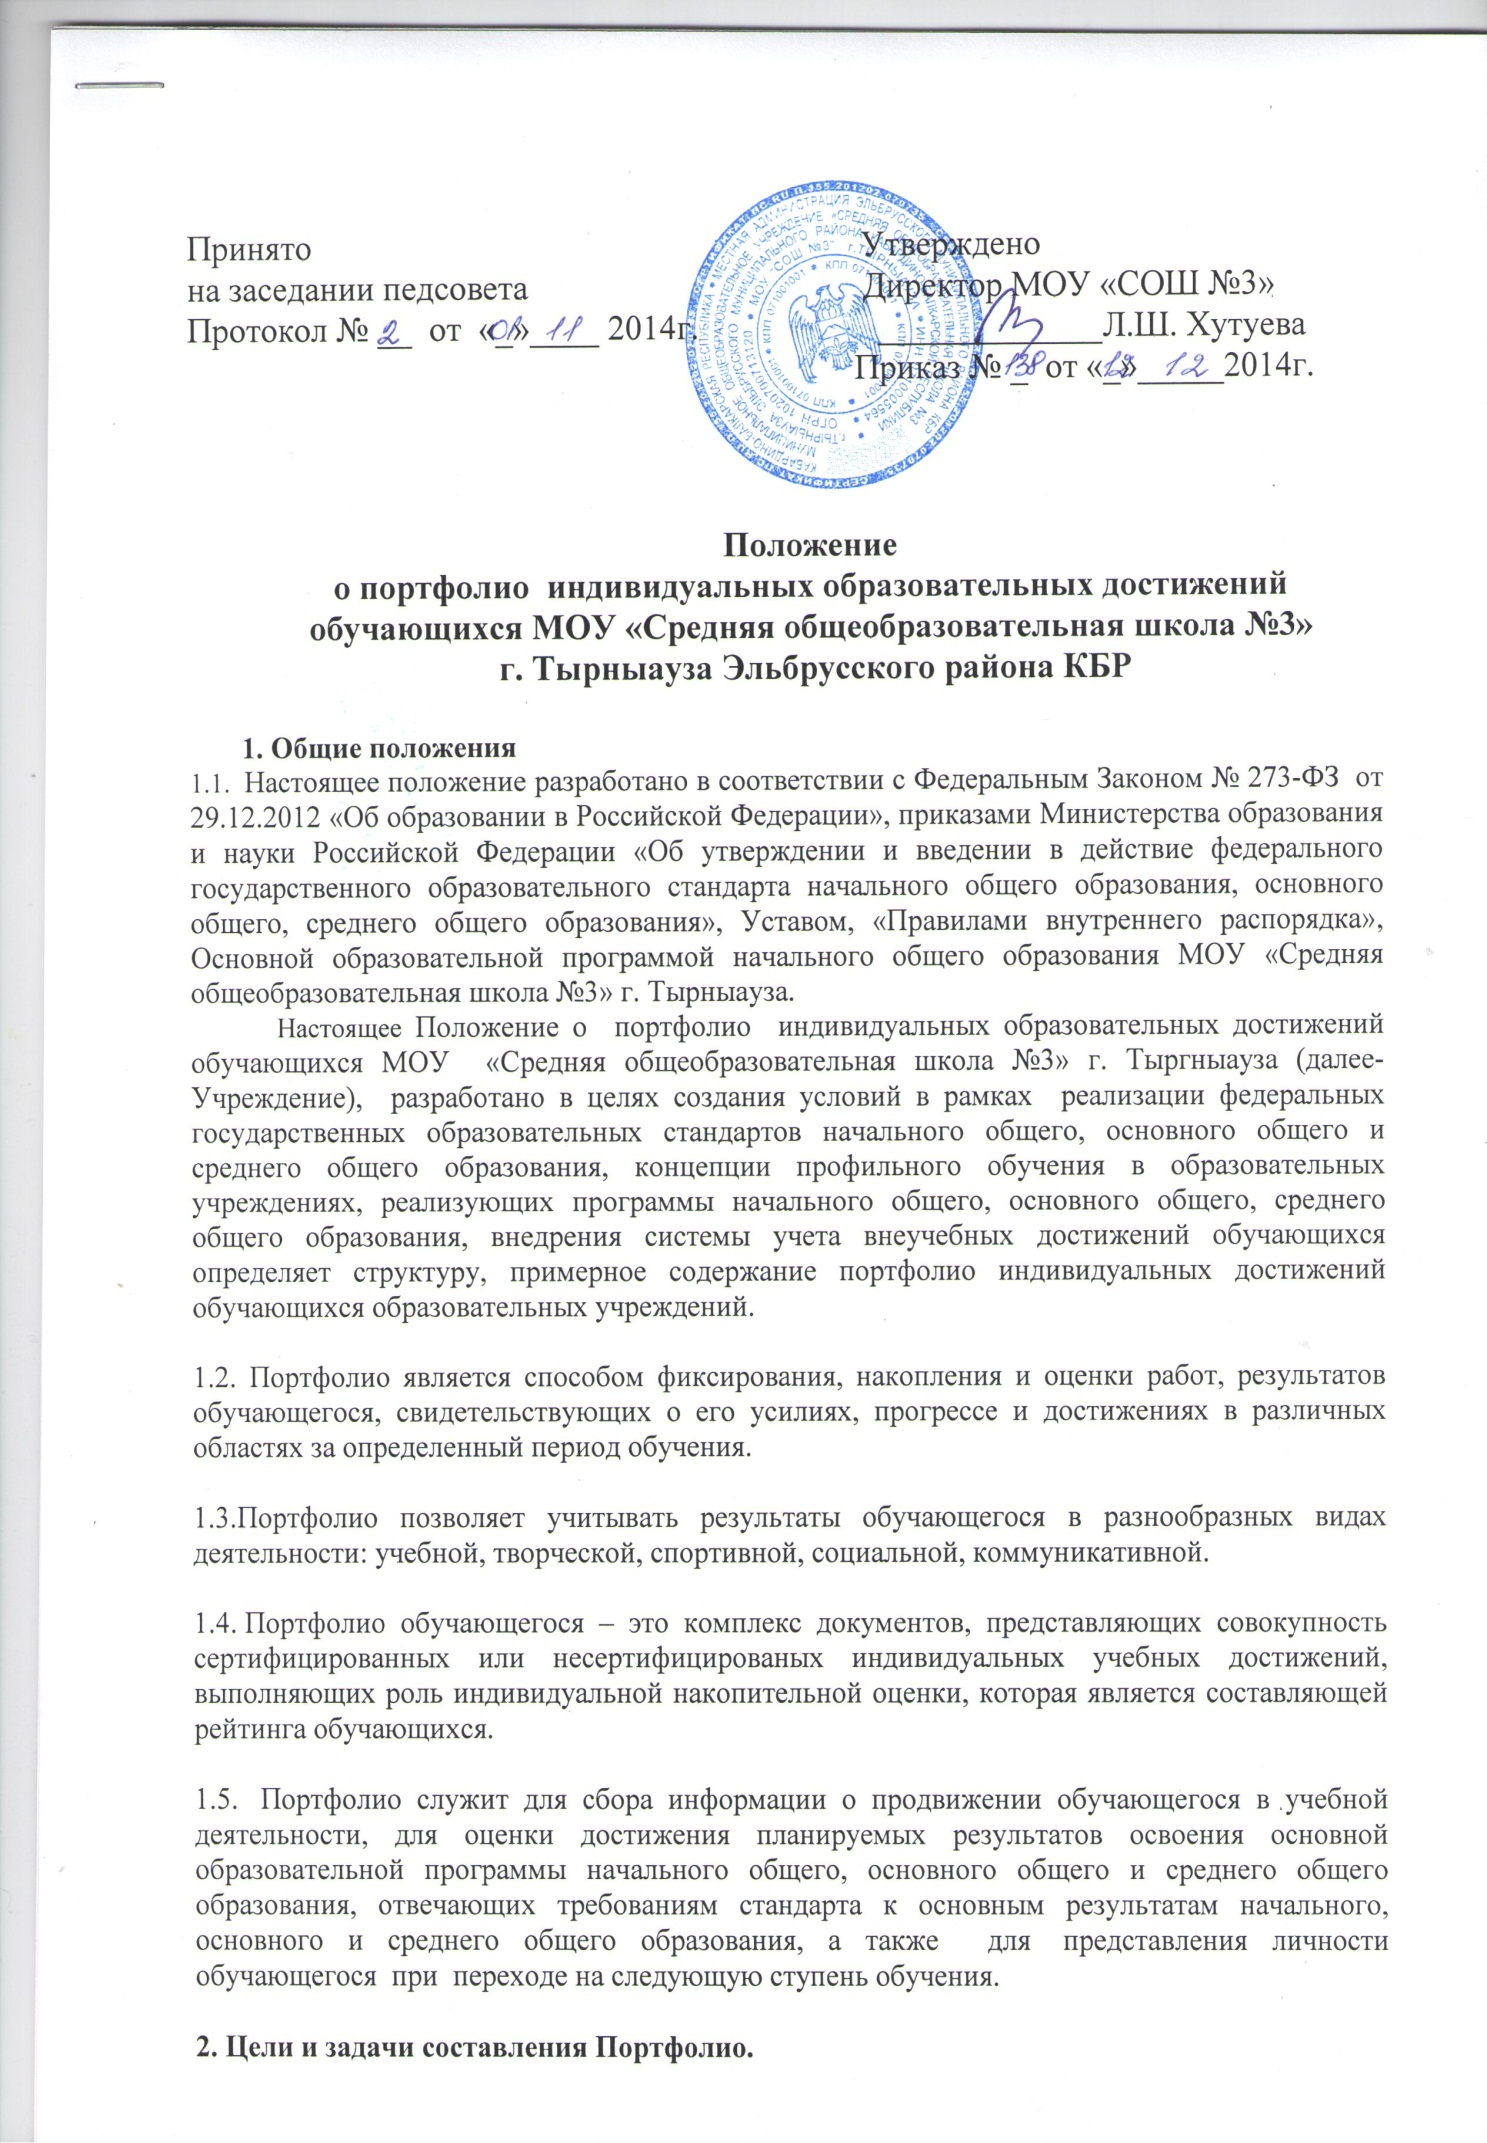 Принято
на заседании педсовета
Протокол № 2 от «01» 11 2014г.
Утверждено
Директор МОУ «СОШ №3»
Л.Ш. Хутуева
Приказ № 138 от «12» 12 2014г.
Положение
о портфолио индивидуальных образовательных достижений
обучающихся МОУ «Средняя общеобразовательная школа №3»
г. Тырныауза Эльбрусского района КБР
1. Общие положения
1.1. Настоящее положение разработано в соответствии с Федеральным Законом № 273-ФЗ от
29.12.2012 «Об образовании в Российской Федерации», приказами Министерства образования
и науки Российской Федерации «Об утверждении и введении в действие федерального
государственного образовательного стандарта начального общего образования, основного
общего, среднего общего образования», Уставом, «Правилами внутреннего распорядка»,
Основной образовательной программой начального общего образования МОУ «Средняя
общеобразовательная школа №3» г. Тырныауза.
Настоящее Положение о портфолио индивидуальных образовательных достижений
обучающихся МОУ «Средняя общеобразовательная школа №3» г. Тыргныауза (далее-
Учреждение), разработано в целях создания условий в рамках реализации федеральных
государственных образовательных стандартов начального общего, основного общего и
среднего общего образования, концепции профильного обучения в образовательных
учреждениях, реализующих программы начального общего, основного общего, среднего
общего образования, внедрения системы учета внеучебных достижений обучающихся
определяет структуру, примерное содержание портфолио индивидуальных достижений
обучающихся образовательных учреждений.
1.2. Портфолио является способом фиксирования, накопления и оценки работ, результатов
обучающегося, свидетельствующих о его усилиях, прогрессе и достижениях в различных
областях за определенный период обучения.
1.3.Портфолио позволяет учитывать результаты обучающегося в разнообразных видах
деятельности: учебной, творческой, спортивной, социальной, коммуникативной.
1.4. Портфолио обучающегося – это комплекс документов, представляющих совокупность
сертифицированных или несертифицированых индивидуальных учебных достижений,
выполняющих роль индивидуальной накопительной оценки, которая является составляющей
рейтинга обучающихся.
1.5. Портфолио служит для сбора информации о продвижении обучающегося в учебной
деятельности, для оценки достижения планируемых результатов освоения основной
образовательной программы начального общего, основного общего и среднего общего
образования, отвечающих требованиям стандарта к основным результатам начального,
основного и среднего общего образования, а также для представления личности
обучающегося при переходе на следующую ступень обучения.
2. Цели и задачи составления Портфолио.